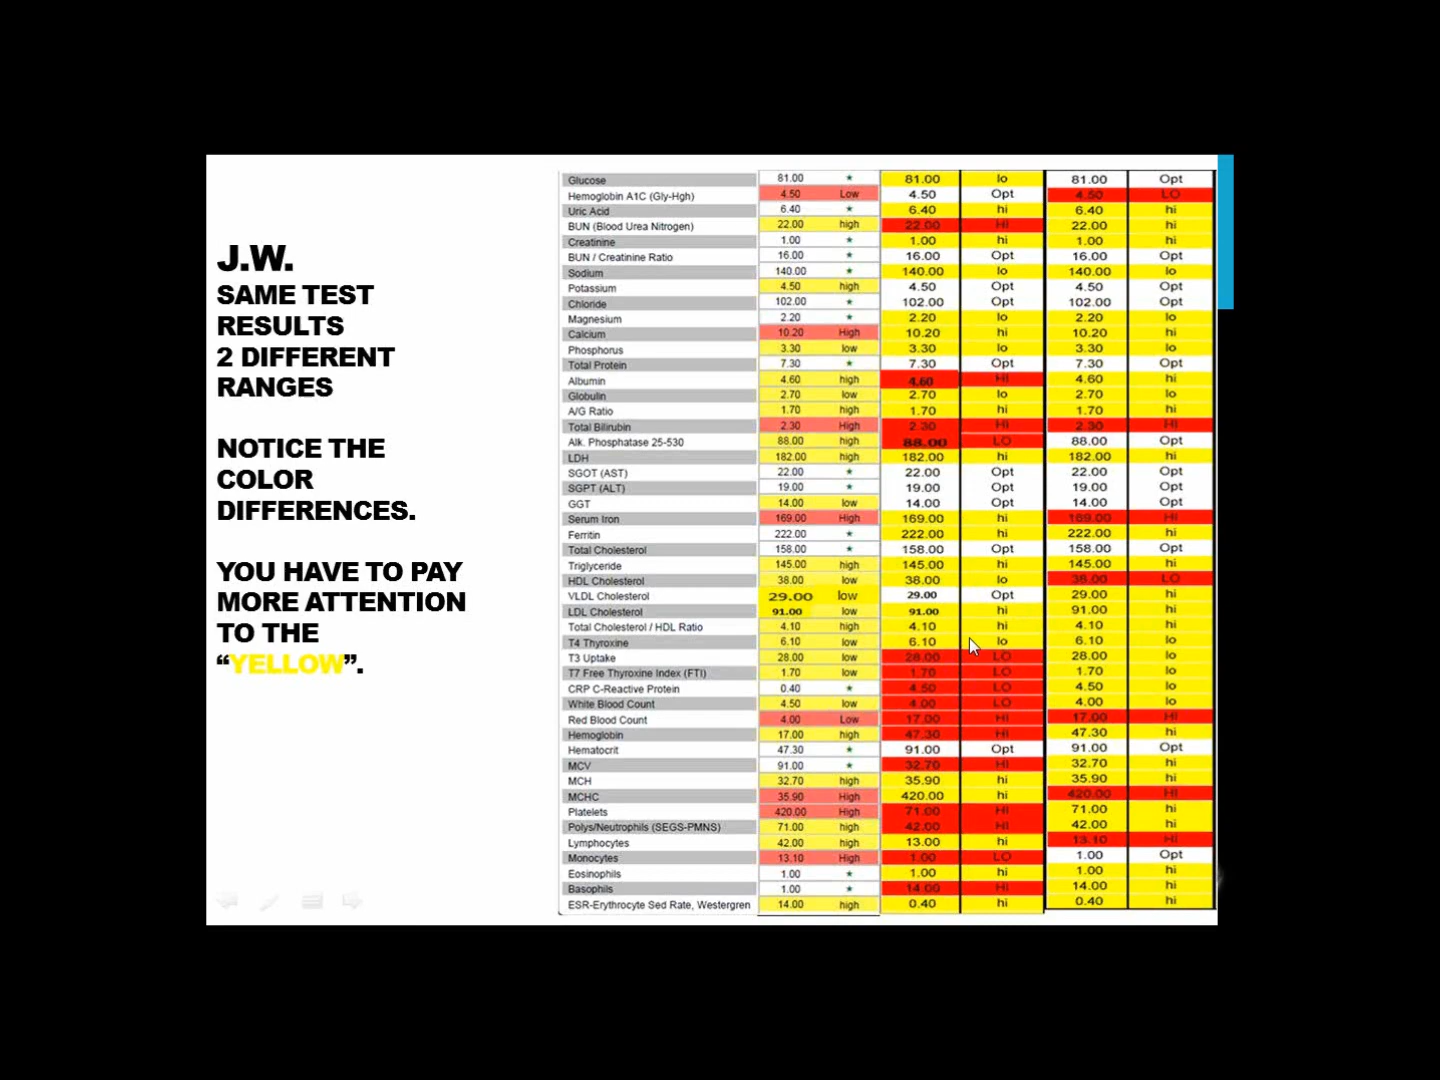 J.W.
SAME TEST
RESULTS
2 DIFFERENT
RANGES
NOTICE THE
COLOR
DIFFERENCES.
YOU HAVE TO PAY
MORE ATTENTION
TO THE
“YELLOW”.
Glucose 81.00 * 81.00 lo 81.00 Opt
Hemoglobin A1C (Gly-Hgh) 4.50 Low 4.50 Opt 4.50 LO
Uric Acid 6.40 * 6.40 hi 6.40 hi
BUN (Blood Urea Nitrogen) 22.00 high 22.00 HI 22.00 hi
Creatinine 1.00 * 1.00 hi 1.00 hi
BUN / Creatinine Ratio 16.00 * 16.00 Opt 16.00 Opt
Sodium 140.00 * 140.00 lo 140.00 lo
Potassium 4.50 high 4.50 Opt 4.50 Opt
Chloride 102.00 * 102.00 Opt 102.00 Opt
Magnesium 2.20 * 2.20 lo 2.20 lo
Calcium 10.20 High 10.20 hi 10.20 hi
Phosphorus 3.30 low 3.30 lo 3.30 lo
Total Protein 7.30 * 7.30 Opt 7.30 Opt
Albumin 4.60 high 4.60 HI 4.60 hi
Globulin 2.70 low 2.70 lo 2.70 lo
A/G Ratio 1.70 high 1.70 hi 1.70 hi
Total Bilirubin 2.30 High 2.30 HI 2.30 HI
Alk. Phosphatase 25-530 88.00 high 88.00 LO 88.00 Opt
LDH 182.00 high 182.00 hi 182.00 hi
SGOT (AST) 22.00 * 22.00 Opt 22.00 Opt
SGPT (ALT) 19.00 * 19.00 Opt 19.00 Opt
GGT 14.00 low 14.00 Opt 14.00 Opt
Serum Iron 169.00 High 169.00 hi 169.00 HI
Ferritin 222.00 * 222.00 hi 222.00 hi
Total Cholesterol 158.00 * 158.00 Opt 158.00 Opt
Triglyceride 145.00 high 145.00 hi 145.00 hi
HDL Cholesterol 38.00 low 38.00 lo 38.00 LO
VLDL Cholesterol 29.00 low 29.00 Opt 29.00 hi
LDL Cholesterol 91.00 low 91.00 hi 91.00 hi
Total Cholesterol / HDL Ratio 4.10 high 4.10 hi 4.10 hi
T4 Thyroxine 6.10 low 6.10 lo 6.10 lo
T3 Uptake 28.00 low 28.00 LO 28.00 lo
T7 Free Thyroxine Index (FTI) 1.70 low 1.70 LO 1.70 lo
CRP C-Reactive Protein 0.40 * 4.50 LO 4.50 lo
White Blood Count 4.50 low 4.00 LO 4.00 lo
Red Blood Count 4.00 Low 17.00 HI 17.00 HI
Hemoglobin 17.00 high 47.30 HI 47.30 hi
Hematocrit 47.30 * 91.00 Opt 91.00 Opt
MCV 91.00 * 32.70 HI 32.70 hi
MCH 32.70 high 35.90 hi 35.90 hi
MCHC 35.90 High 420.00 hi 420.00 HI
Platelets 420.00 High 71.00 HI 71.00 hi
Polys/Neutrophils (SEGS-PMNS) 71.00 high 42.00 HI 42.00 hi
Lymphocytes 42.00 high 13.00 hi 13.10 HI
Monocytes 13.10 High 1.00 LO 1.00 Opt
Eosinophils 1.00 * 1.00 hi 1.00 hi
Basophils 1.00 * 14.00 HI 14.00 hi
ESR-Erythrocyte Sed Rate, Westergren 14.00 high 0.40 hi 0.40 hi